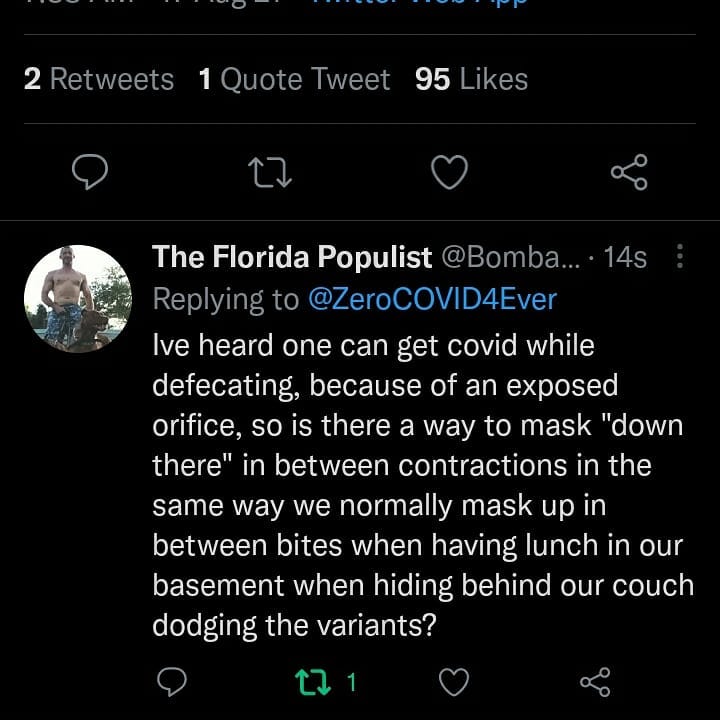 2 Retweets 1 Quote Tweet 95 Likes
The Florida Populist @Bomba... · 14s
Replying to @ZeroCOVID4Ever
Ive heard one can get covid while
defecating, because of an exposed
orifice, so is there a way to mask "down
there" in between contractions in the
same way we normally mask up in
between bites when having lunch in our
basement when hiding behind our couch
dodging the variants?
1